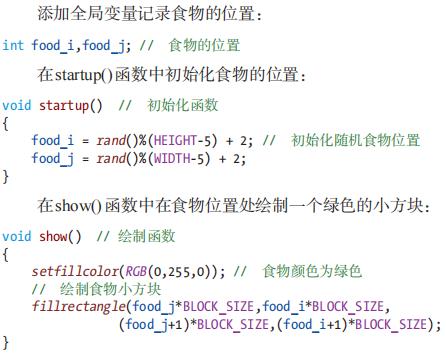 添加全局变量记录食物的位置：
int food_i,food_j; // 食物的位置
在startup()函数中初始化食物的位置：
void startup()  // 初始化函数
{
    food_i = rand()%(HEIGHT-5) + 2; // 初始化随机食物位置
    food_j = rand()%(WIDTH-5) + 2;
}
在show()函数中在食物位置处绘制一个绿色的小方块：
void show()  // 绘制函数
{
    setfillcolor(RGB(0,255,0)); // 食物颜色为绿色
    // 绘制食物小方块
    fillrectangle(food_j*BLOCK_SIZE,food_i*BLOCK_SIZE,
                (food_j+1)*BLOCK_SIZE,(food_i+1)*BLOCK_SIZE);
}